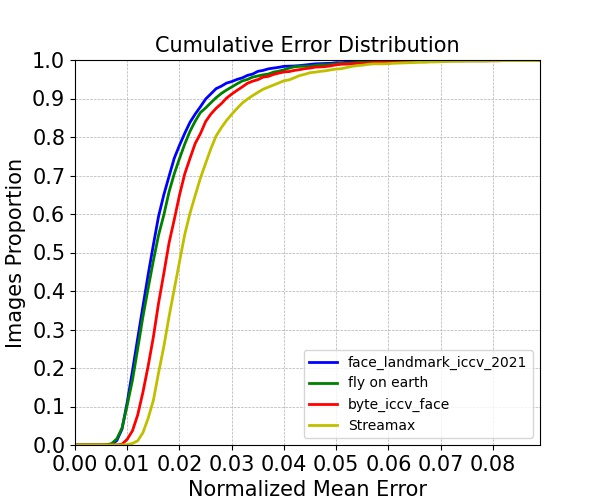 Cumulative Error Distribution
Images Proportion
1.0
0.9
0.8
0.7
0.6
0.5
0.4
0.3
0.2
0.1
0.0
face_landmark_iccv_2021
fly on earth
byte_iccv_face
Streamax
0.00 0.01 0.02 0.03 0.04 0.05 0.06 0.07 0.08
Normalized Mean Error